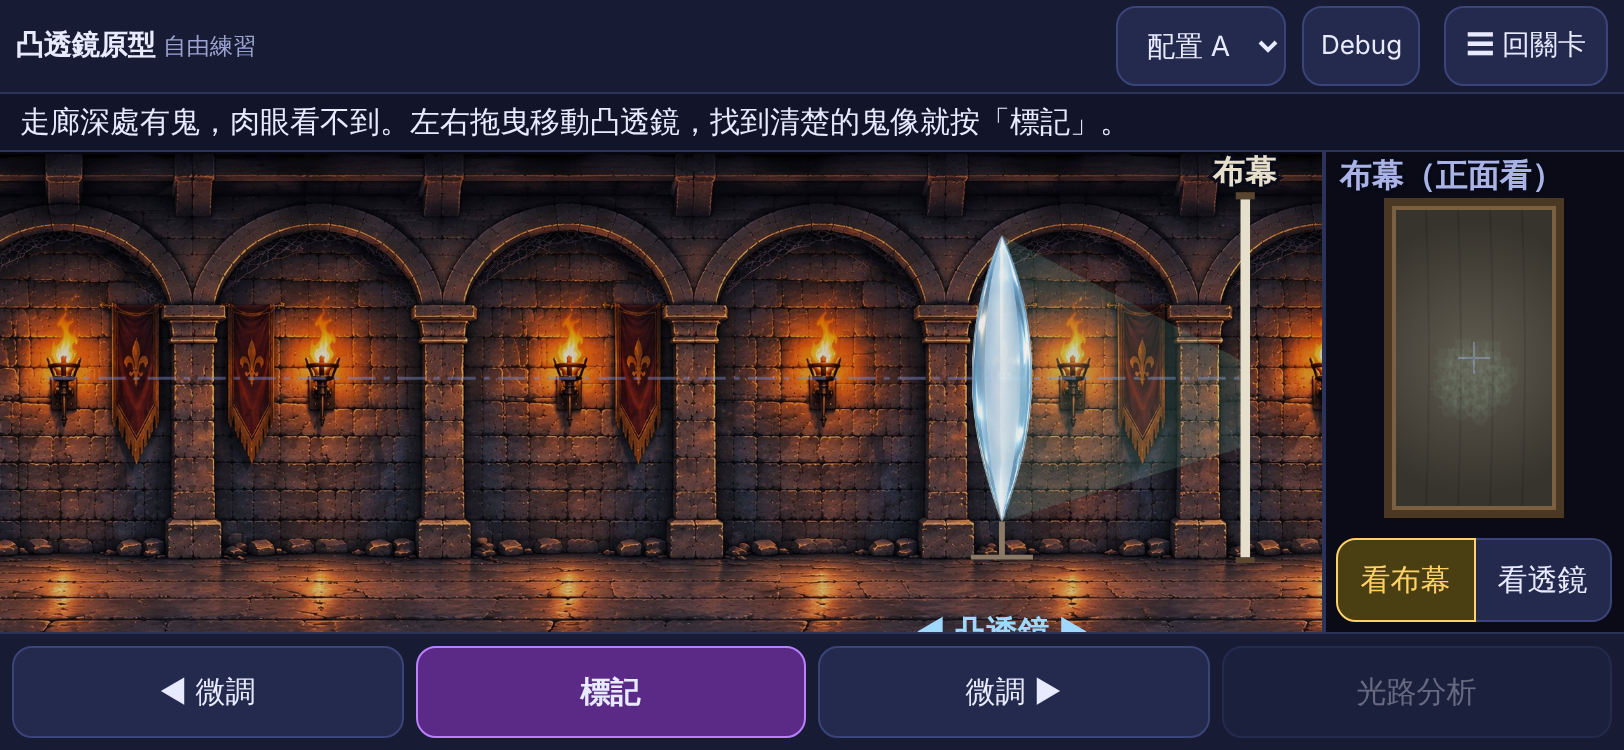 凸透鏡原型 自由練習
配置 A
Debug
☰ 回關卡
走廊深處有鬼，肉眼看不到。左右拖曳移動凸透鏡，找到清楚的鬼像就按「標記」。
布幕
布幕（正面看）
看布幕
看透鏡
◀ 凸透鏡 ▶
◀ 微調
標記
微調 ▶
光路分析